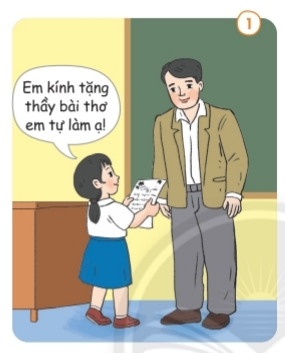 1
Em kính tặng
thầy bài thơ
em tự làm ạ!